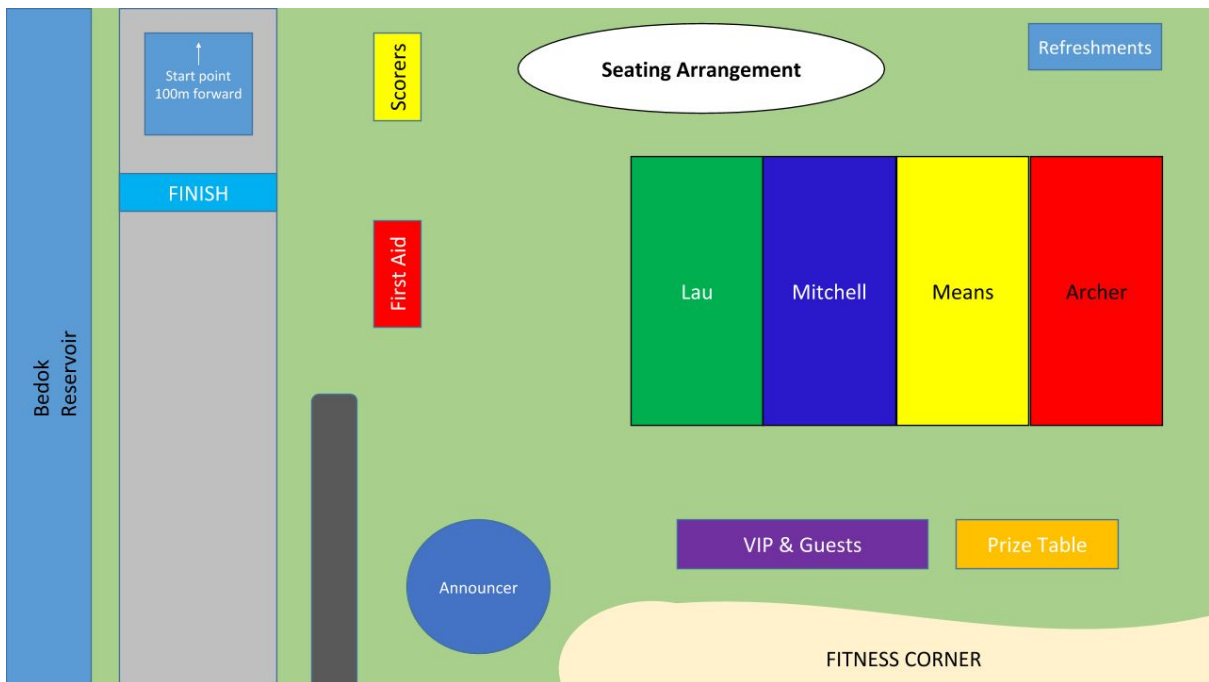 Start point
100m forward
Scorers
Seating Arrangement
Refreshments
FINISH
First Aid
Lau
Mitchell
Means
Archer
Bedok
Reservoir
VIP & Guests
Prize Table
Announcer
FITNESS CORNER